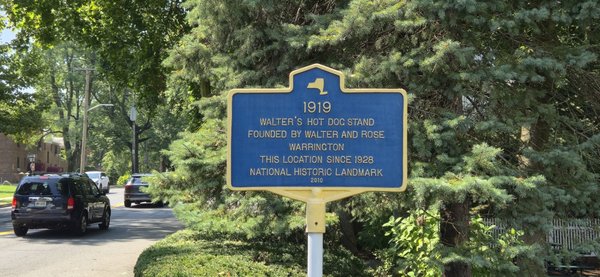 1919
WALTER'S HOT DOG STAND
FOUNDED BY WALTER AND ROSE
WARRINGTON
THIS LOCATION SINCE 1928
NATIONAL HISTORIC LANDMARK
2010